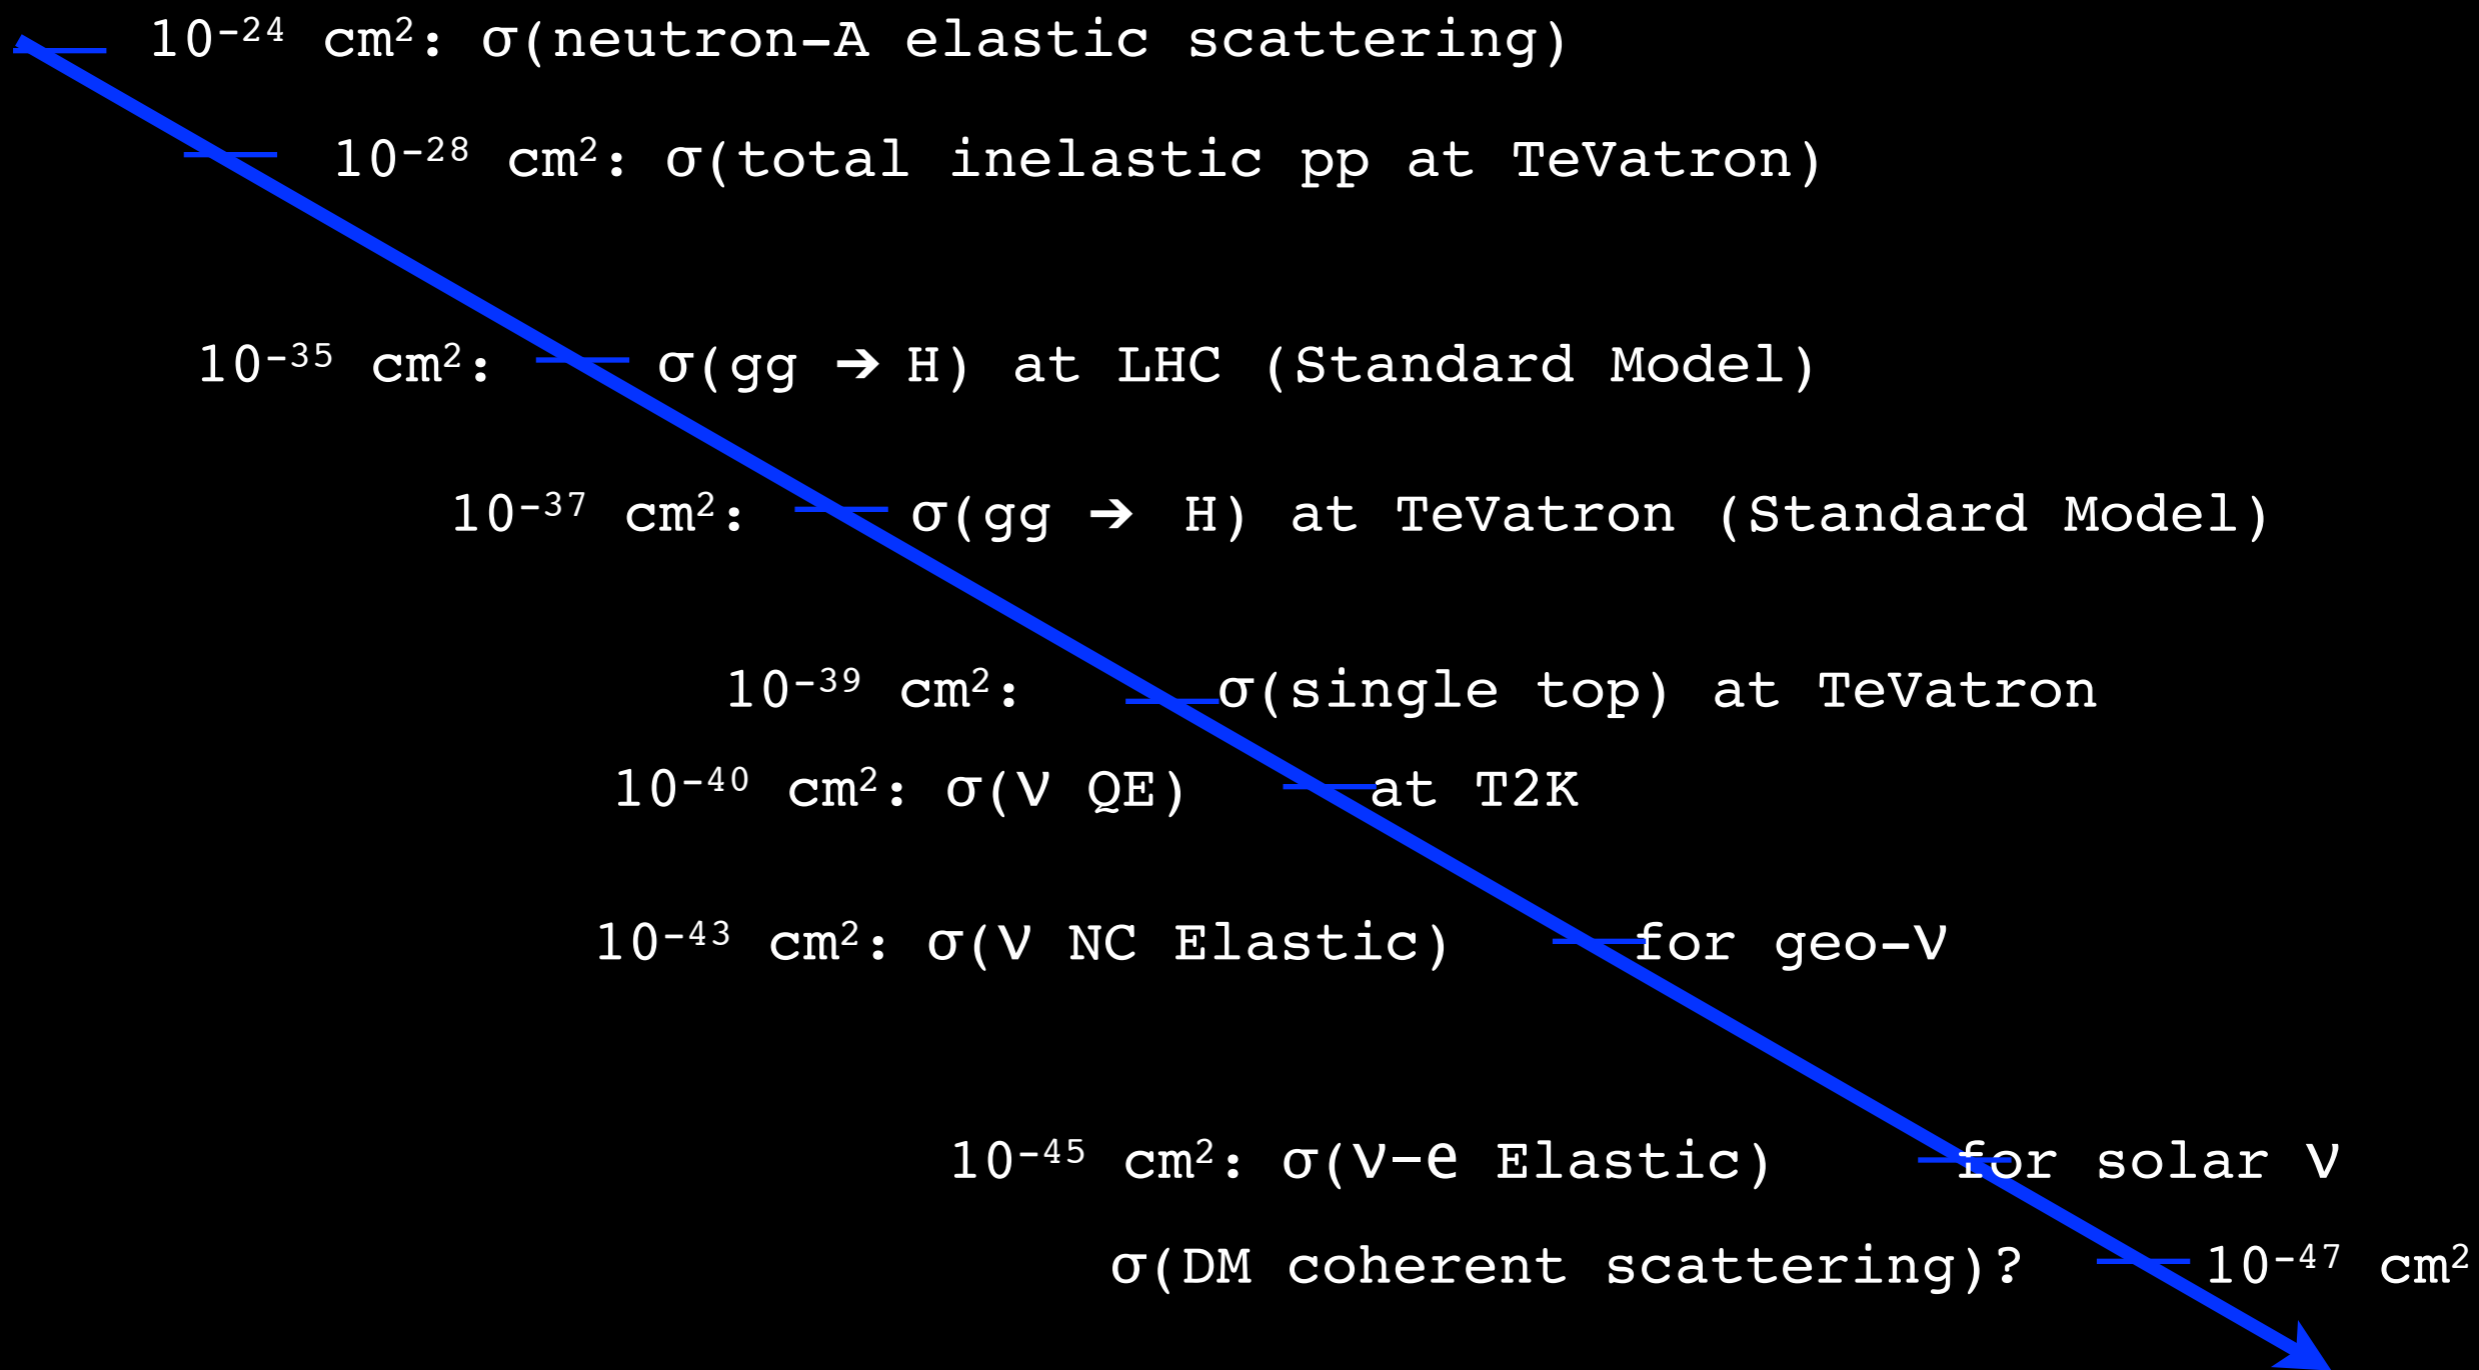 10⁻²⁴ cm²: σ(neutron-A elastic scattering)
10⁻²⁸ cm²: σ(total inelastic pp at TeVatron)
10⁻³⁵ cm²: σ(gg → H) at LHC (Standard Model)
10⁻³⁷ cm²: σ(gg → H) at TeVatron (Standard Model)
10⁻³⁹ cm²: σ(single top) at TeVatron
10⁻⁴⁰ cm²: σ(ν QE) at T2K
10⁻⁴³ cm²: σ(ν NC Elastic) for geo-ν
10⁻⁴⁵ cm²: σ(ν-e Elastic) for solar ν
σ(DM coherent scattering)? 10⁻⁴⁷ cm²